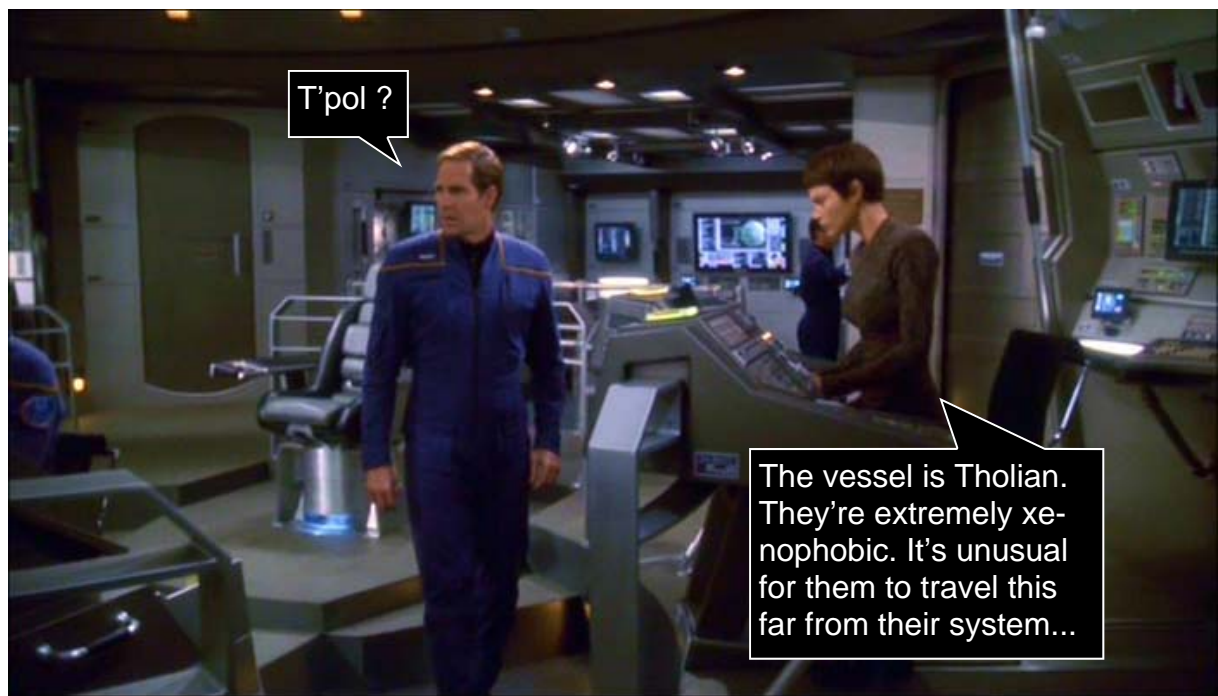 T'pol ?
The vessel is Tholian.
They're extremely xe-
nophobic. It's unusual
for them to travel this
far from their system...